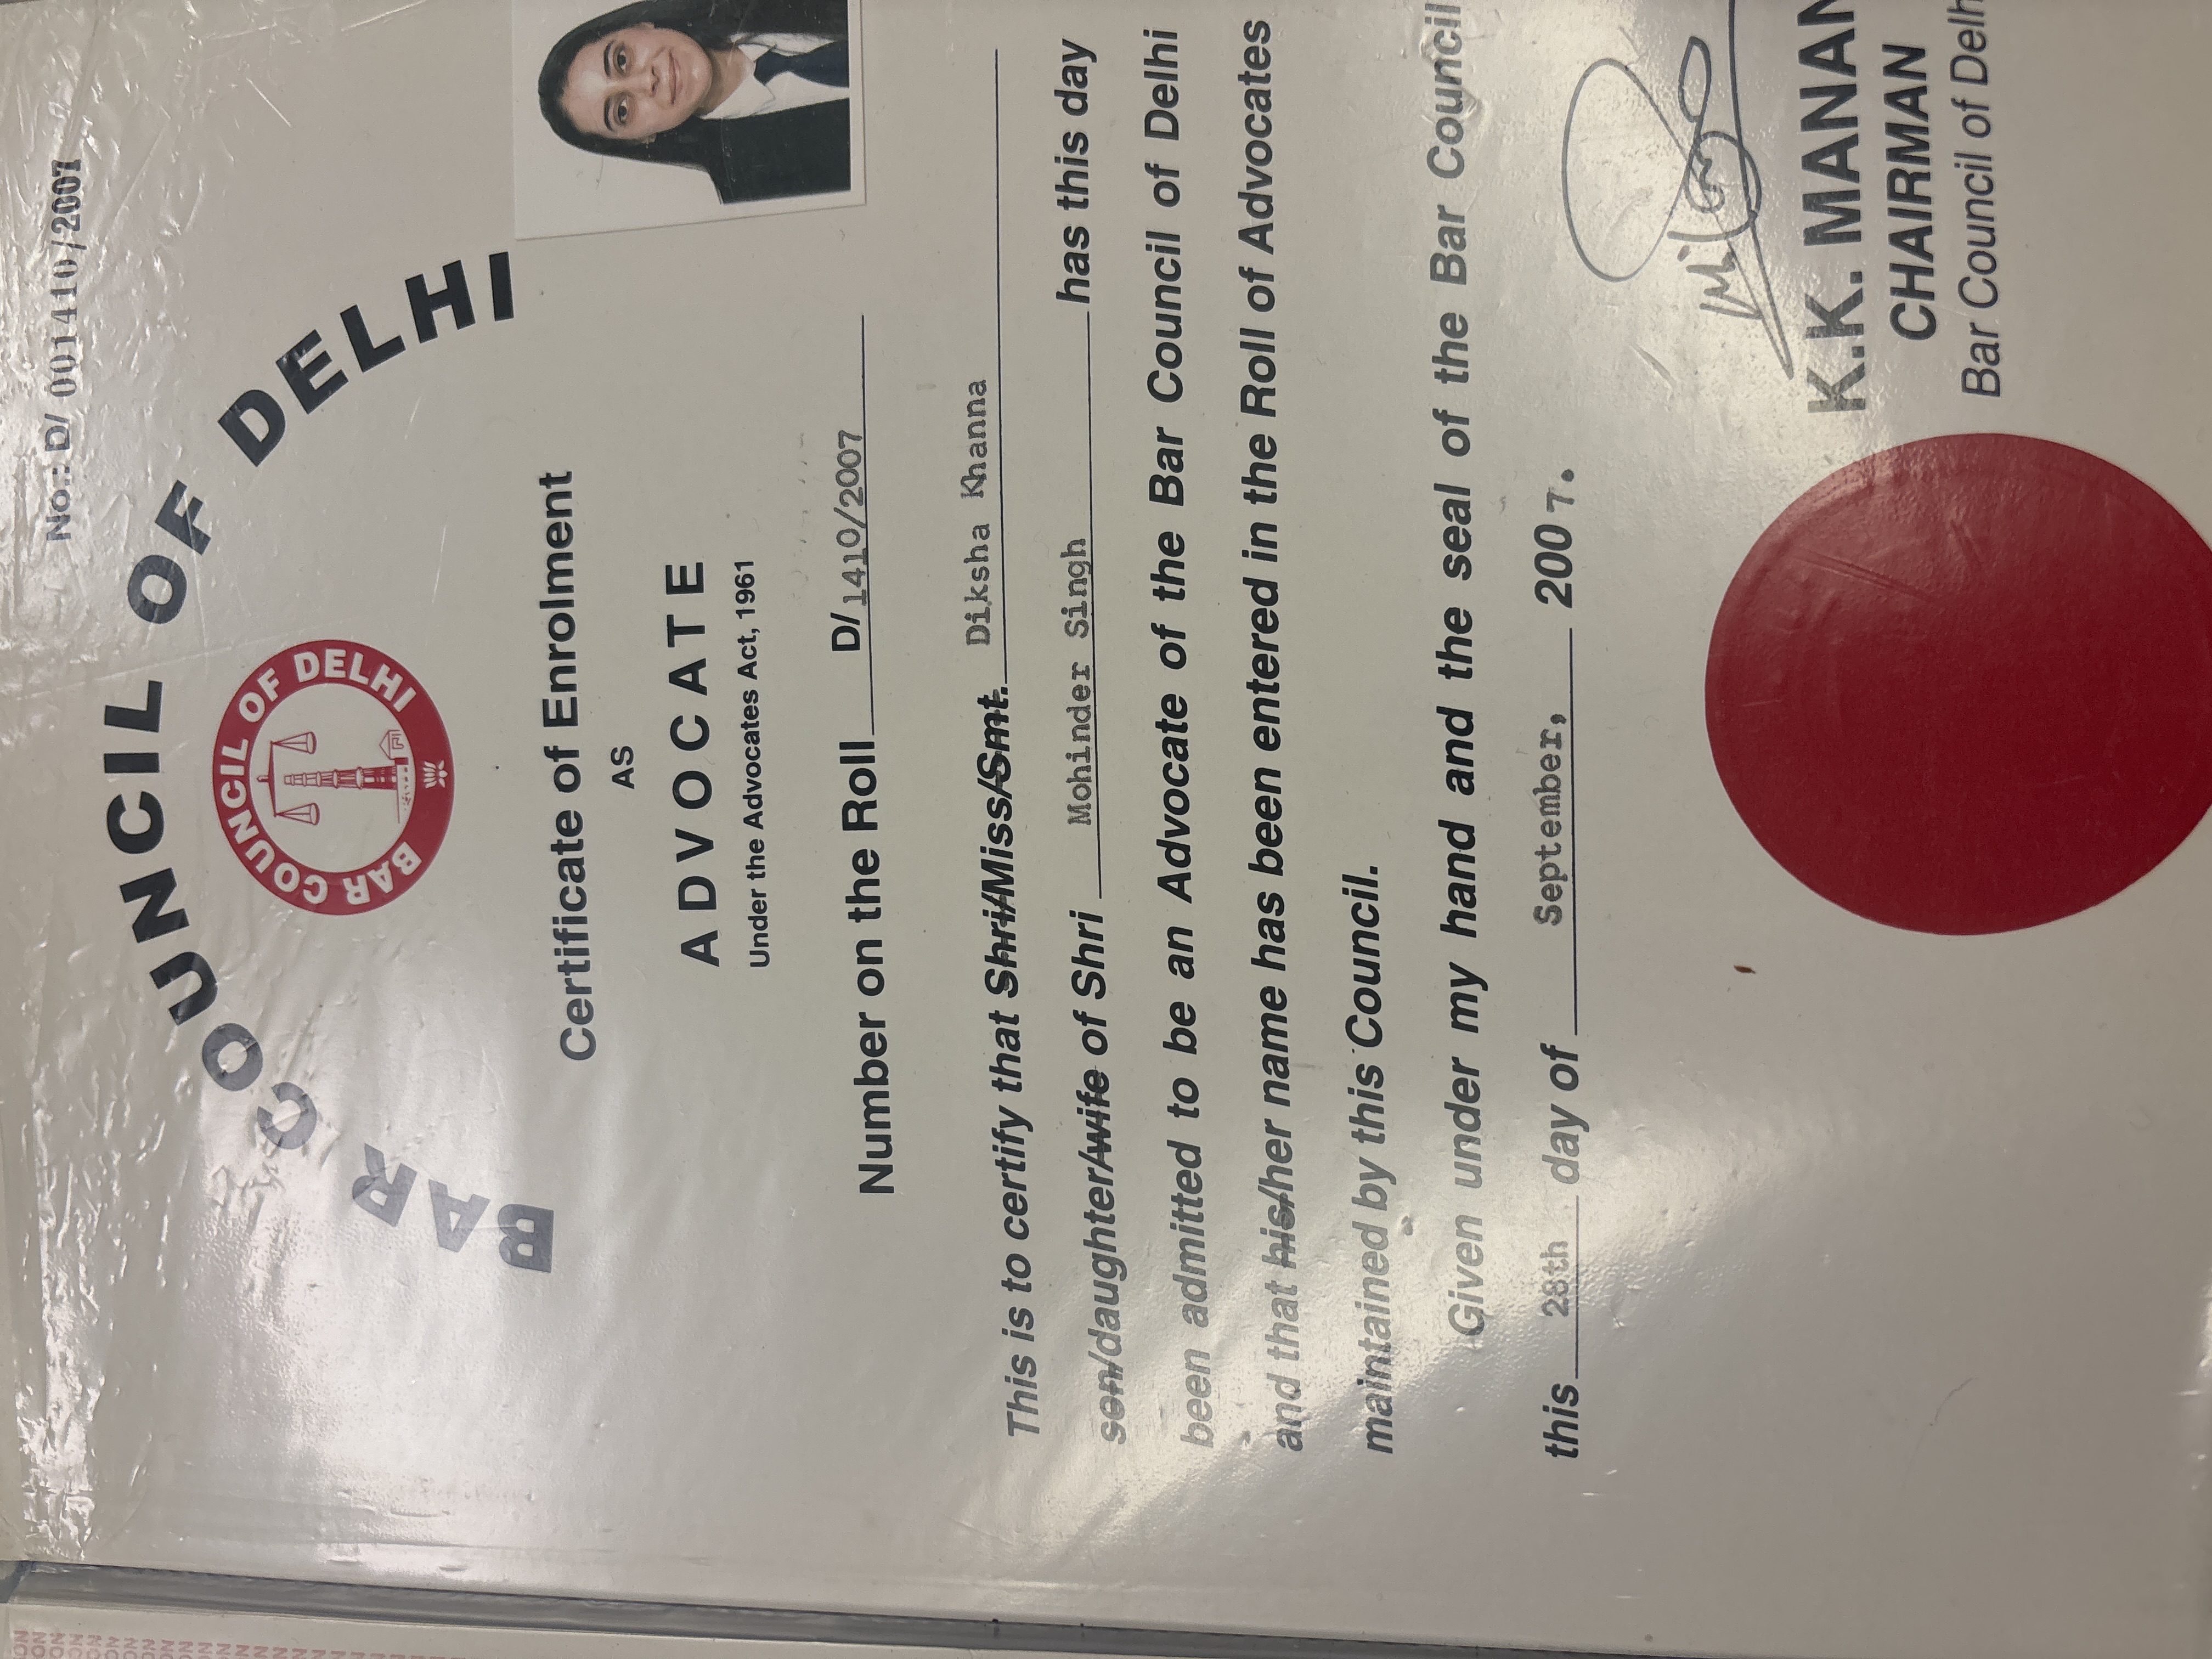 No.: D/ 001410/2007
BAR COUNCIL OF DELHI
BAR COUNCIL OF DELHI
Certificate of Enrolment
AS
ADVOCATE
Under the Advocates Act, 1961
Number on the Roll D/1410/2007
This is to certify that Shri/Miss/Smt. Diksha Khanna
son/daughter/wife of Shri Mohinder Singh has this day
been admitted to be an Advocate of the Bar Council of Delhi
and that his/her name has been entered in the Roll of Advocates
maintained by this Council.
Given under my hand and the seal of the Bar Council
this 28th day of September, 2007.
K.K. MANAN
CHAIRMAN
Bar Council of Delh